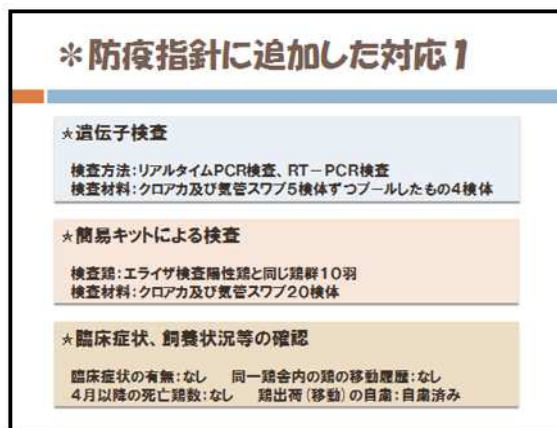 ＊防疫指針に追加した対応1
★遺伝子検査
検査方法:リアルタイムPCR検査、RT－PCR検査
検査材料:クロアカ及び気管スワブ5検体ずつプールしたもの4検体
★簡易キットによる検査
検査鶏:エライザ検査陽性鶏と同じ鶏群10羽
検査材料:クロアカ及び気管スワブ20検体
★臨床症状、飼養状況等の確認
臨床症状の有無:なし　同一鶏舎内の鶏の移動履歴:なし
4月以降の死亡鶏数:なし　鶏出荷(移動)の自粛:自粛済み